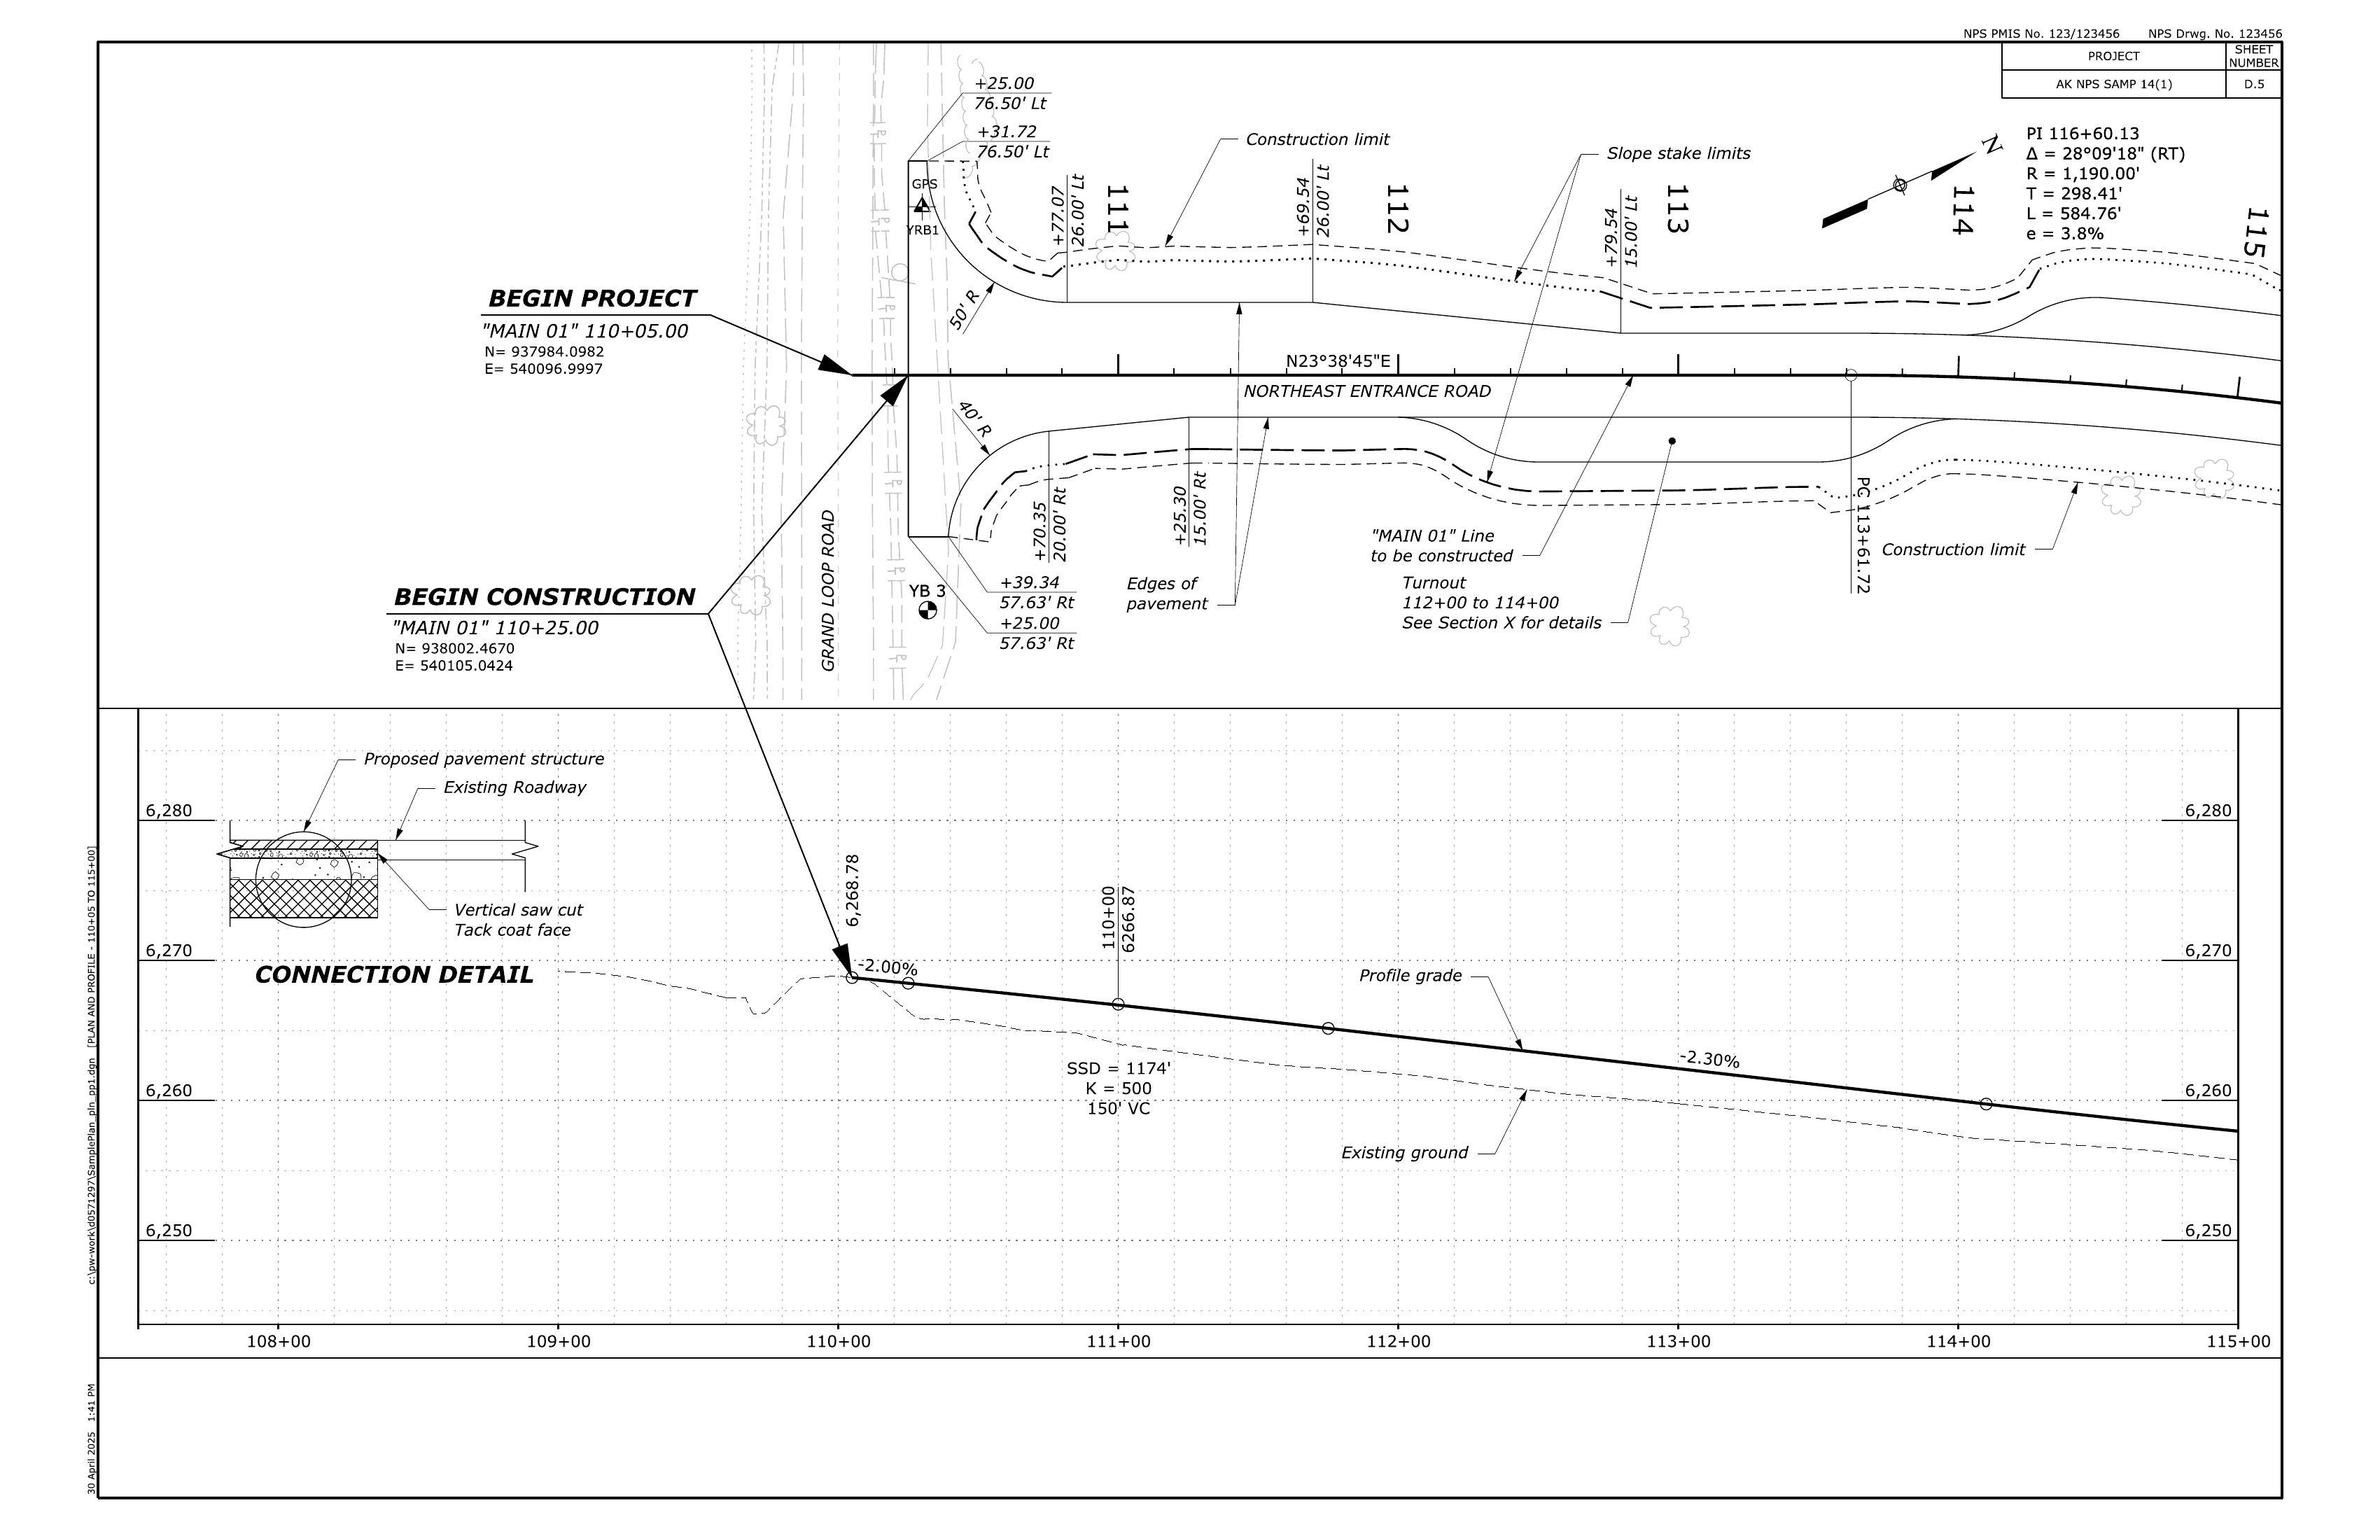 NPS PMIS No. 123/123456 NPS Drwg. No. 123456
PROJECT
SHEET
NUMBER
AK NPS SAMP 14(1)
D.5
+25.00
76.50' Lt
+31.72
76.50' Lt
Construction limit
Slope stake limits
N
PI 116+60.13
Δ = 28°09'18" (RT)
R = 1,190.00'
T = 298.41'
L = 584.76'
e = 3.8%
GPS
YRB1
+77.07
26.00' Lt
111
+69.54
26.00' Lt
112
+79.54
15.00' Lt
113
114
115
50' R
BEGIN PROJECT
"MAIN 01" 110+05.00
N= 937984.0982
E= 540096.9997
N23°38'45"E
NORTHEAST ENTRANCE ROAD
40' R
GRAND LOOP ROAD
+70.35
20.00' Rt
+25.30
15.00' Rt
PC 113+61.72
"MAIN 01" Line
to be constructed
Construction limit
BEGIN CONSTRUCTION
"MAIN 01" 110+25.00
N= 938002.4670
E= 540105.0424
YB 3
+39.34
57.63' Rt
+25.00
57.63' Rt
Edges of
pavement
Turnout
112+00 to 114+00
See Section X for details
Proposed pavement structure
Existing Roadway
Vertical saw cut
Tack coat face
CONNECTION DETAIL
6,280
6,270
6,260
6,250
6,280
6,270
6,260
6,250
6,268.78
-2.00%
110+00
6266.87
Profile grade
-2.30%
SSD = 1174'
K = 500
150' VC
Existing ground
108+00
109+00
110+00
111+00
112+00
113+00
114+00
115+00
c:\pw-work\d0571297\SamplePlan_pln_pp1.dgn [PLAN AND PROFILE - 110+05 TO 115+00]
30 April 2025 1:41 PM